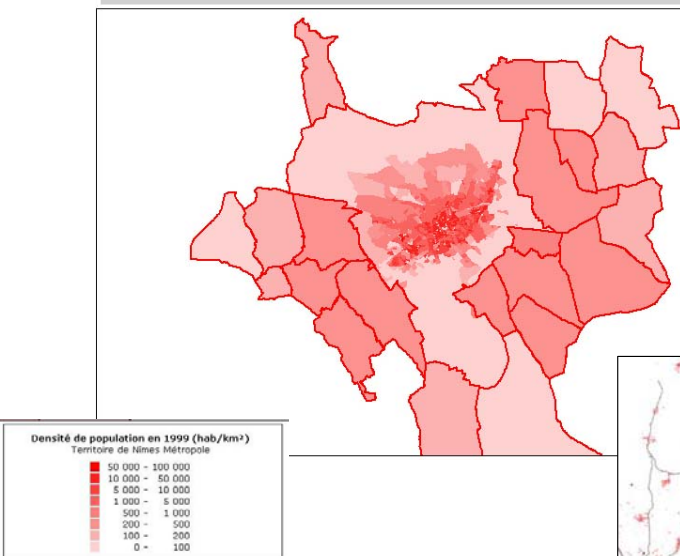 Densité de population en 1999 (hab/km²)
Territoire de Nîmes Métropole
50 000 - 100 000
10 000 - 50 000
5 000 - 10 000
1 000 - 5 000
500 - 1 000
200 - 500
100 - 200
0 - 100